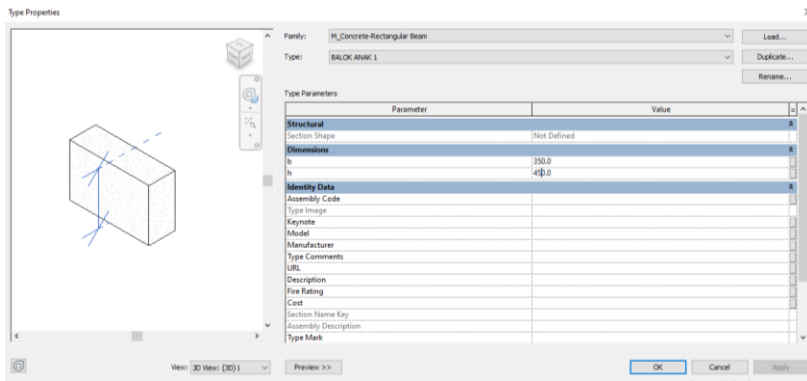 Type Properties
Family: M_Concrete-Rectangular Beam Load...
Type: BALOK ANAK 1 Duplicate...
Rename...
Type Parameters
Parameter Value =
Structural
Section Shape Not Defined
Dimensions
b 350.0
h 450.0
Identity Data
Assembly Code
Type Image
Keynote
Model
Manufacturer
Type Comments
URL
Description
Fire Rating
Cost
Section Name Key
Assembly Description
Type Mark
View: 3D View: {3D} 1 Preview >> OK Cancel Apply